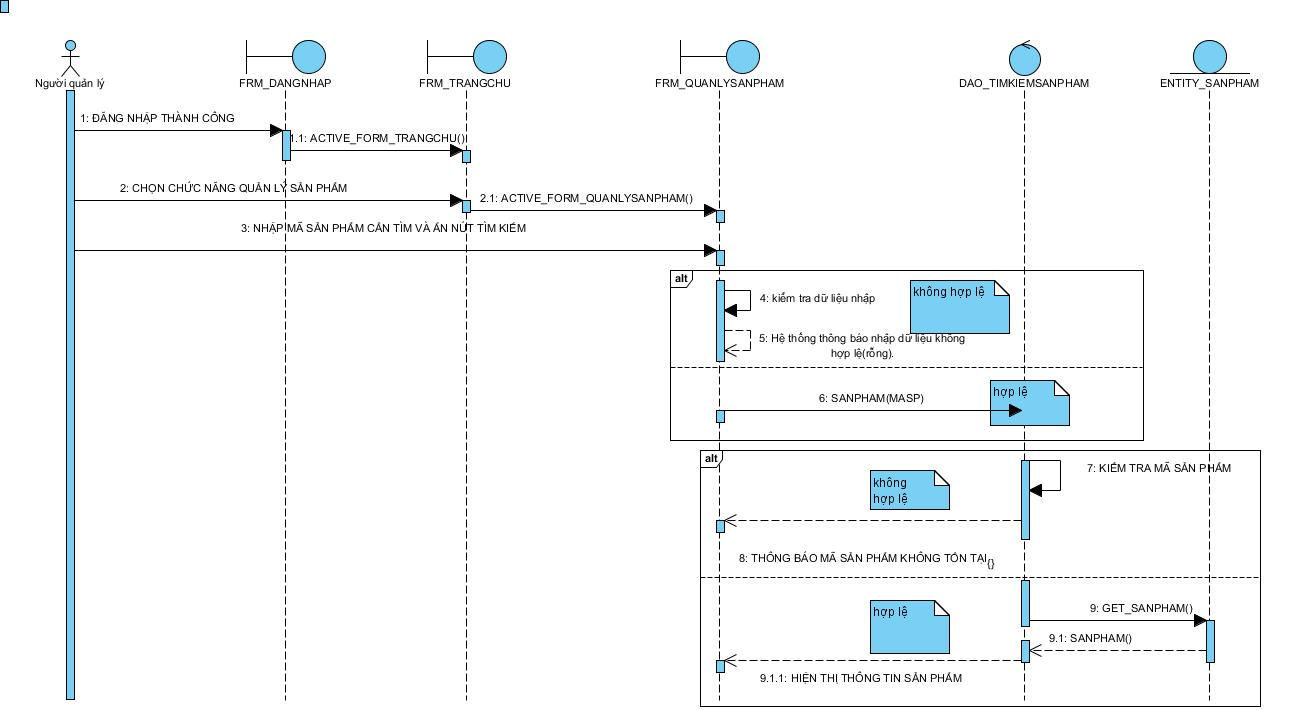 Người quản lý
FRM_DANGNHAP
FRM_TRANGCHU
FRM_QUANLYSANPHAM
DAO_TIMKIEMSANPHAM
ENTITY_SANPHAM
1: ĐĂNG NHẬP THÀNH CÔNG
1.1: ACTIVE_FORM_TRANGCHU()
2: CHỌN CHỨC NĂNG QUẢN LÝ SẢN PHẨM
2.1: ACTIVE_FORM_QUANLYSANPHAM()
3: NHẬP MÃ SẢN PHẨM CẦN TÌM VÀ ẤN NÚT TÌM KIẾM
alt
không hợp lệ
4: kiểm tra dữ liệu nhập
5: Hệ thống thông báo nhập dữ liệu không
hợp lệ(rỗng).
hợp lệ
6: SANPHAM(MASP)
alt
7: KIỂM TRA MÃ SẢN PHẨM
không
hợp lệ
8: THÔNG BÁO MÃ SẢN PHẨM KHÔNG TỒN TẠI
{}
hợp lệ
9: GET_SANPHAM()
9.1: SANPHAM()
9.1.1: HIỆN THỊ THÔNG TIN SẢN PHẨM